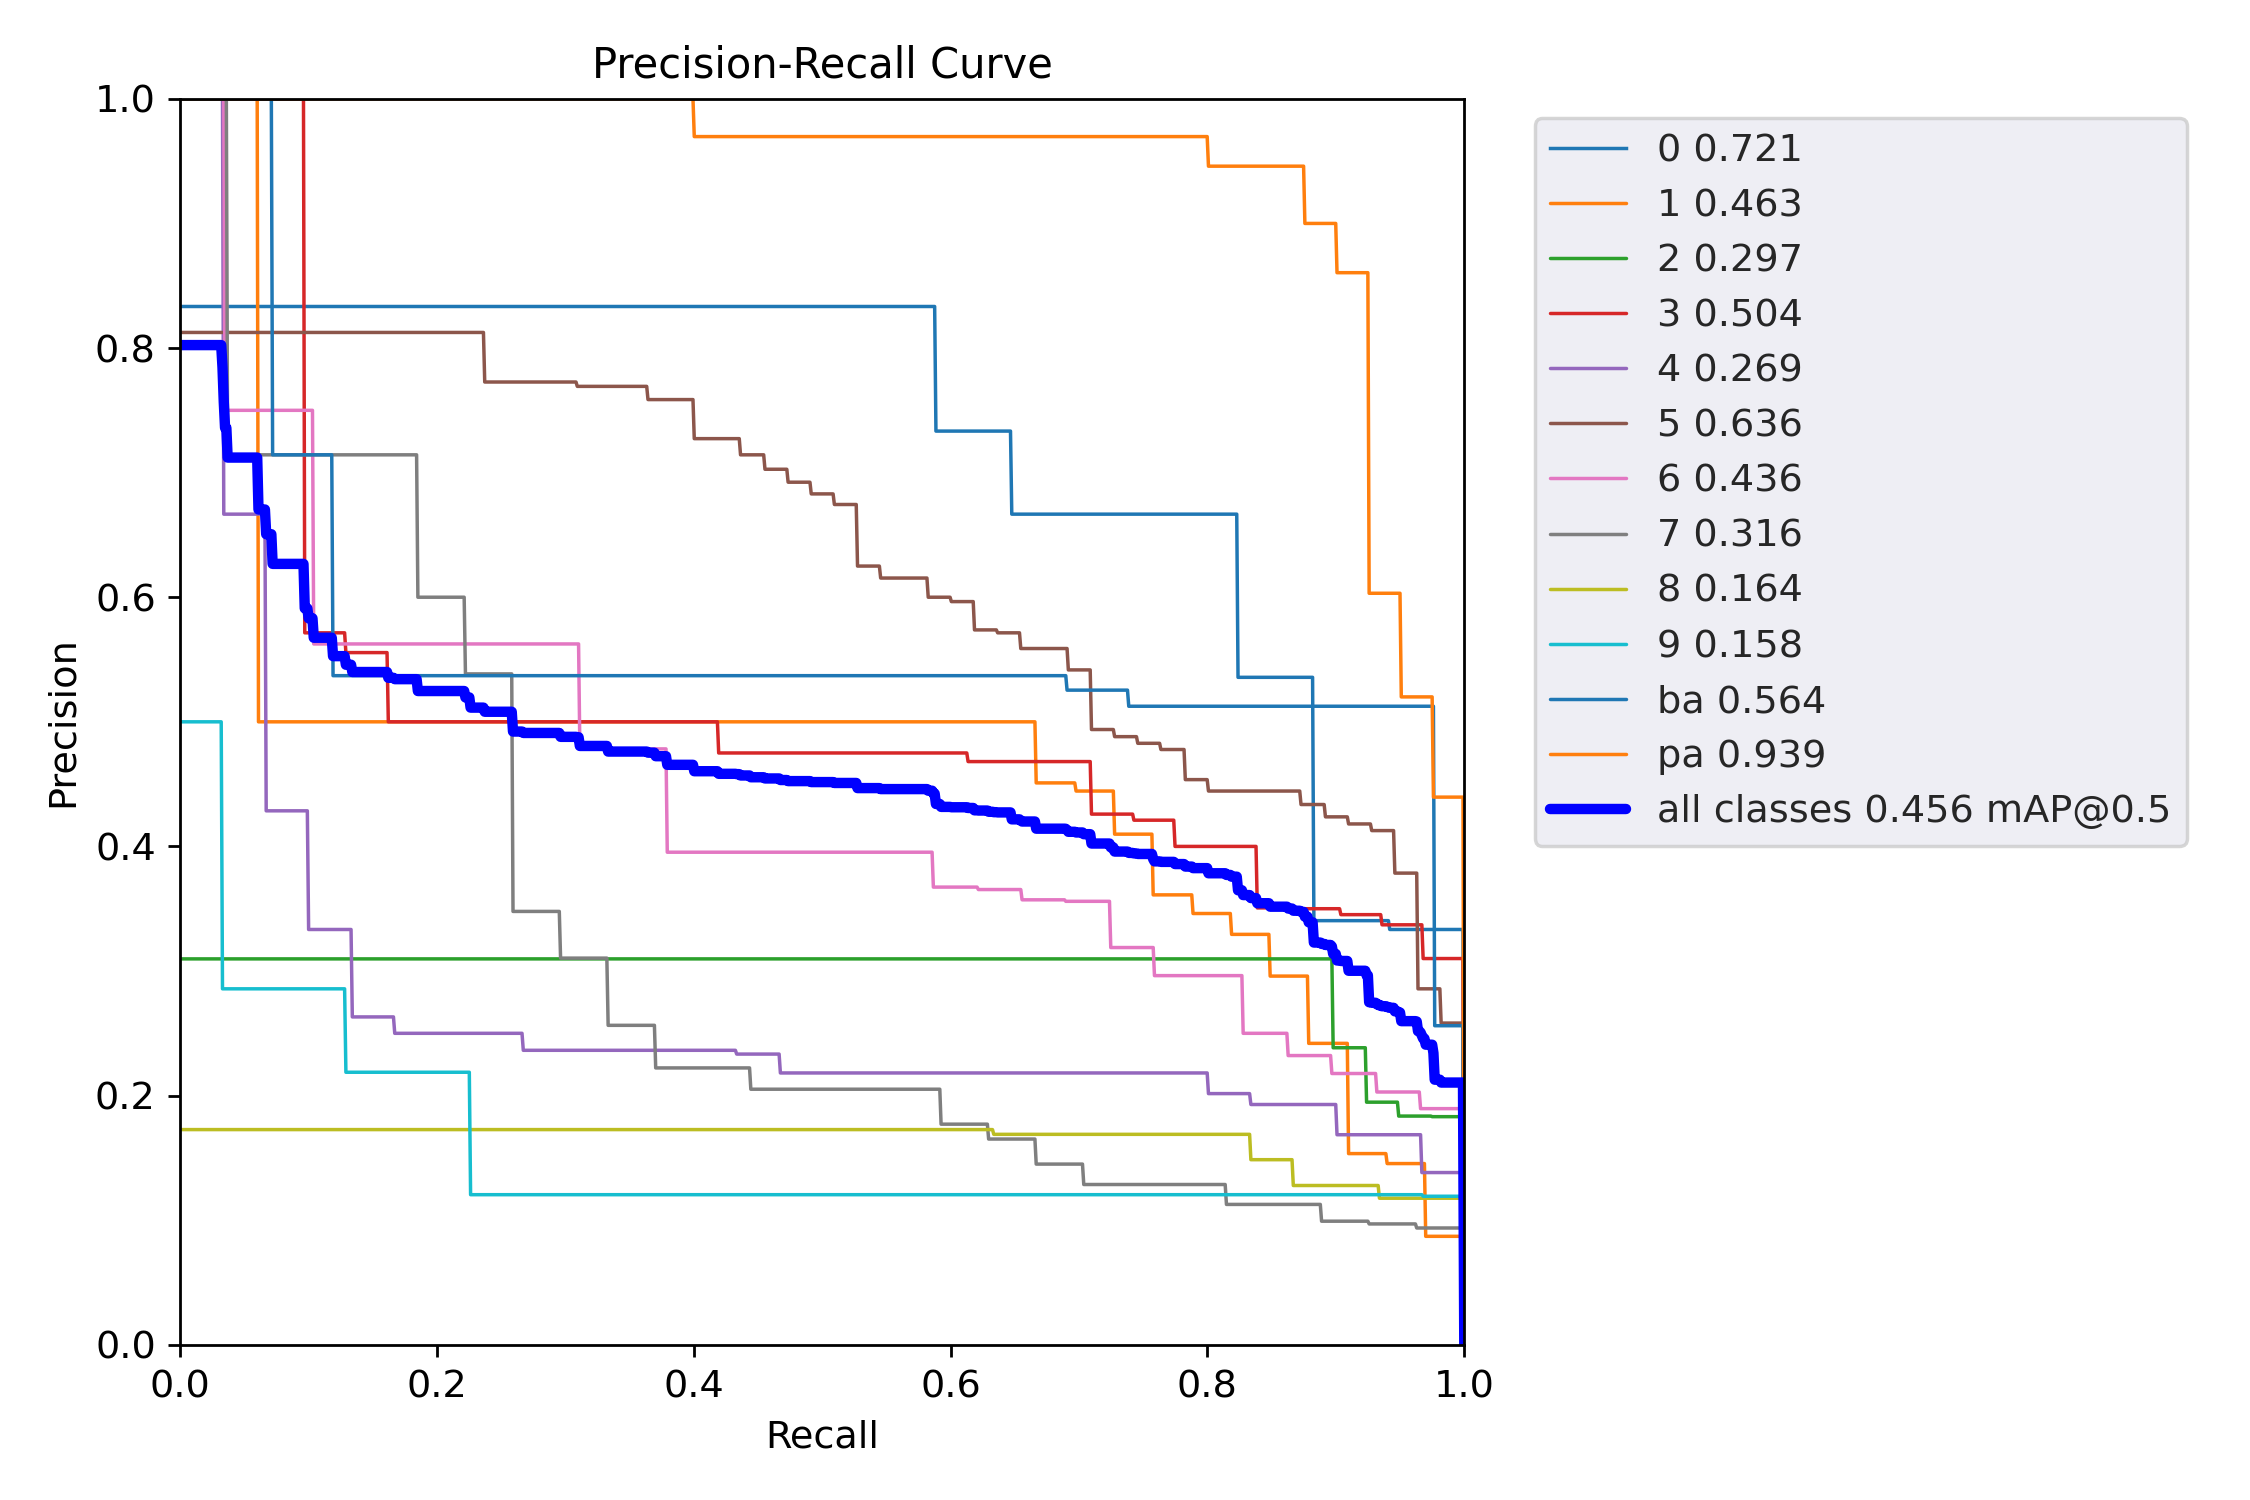 Precision-Recall Curve
1.0
0.8
0.6
0.4
0.2
0.0
Precision
0.0 0.2 0.4 0.6 0.8 1.0
Recall
0 0.721
1 0.463
2 0.297
3 0.504
4 0.269
5 0.636
6 0.436
7 0.316
8 0.164
9 0.158
ba 0.564
pa 0.939
all classes 0.456 mAP@0.5